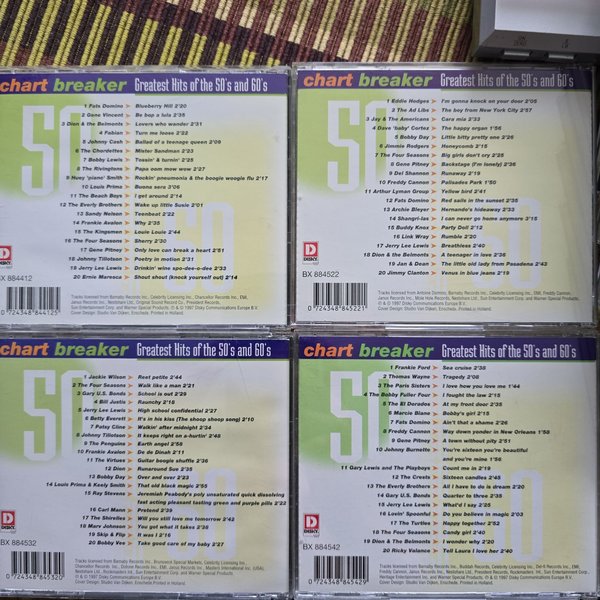 chart breaker Greatest Hits of the 50's and 60's
1 Fats Domino ➤ Blueberry Hill 2'20
2 Gene Vincent ➤ Be bop a lula 2'35
3 Dion & the Belmonts ➤ Lovers who wander 2'31
4 Fabian ➤ Turn me loose 2'22
5 Johnny Cash ➤ Ballad of a teenage queen 2'09
6 The Chordettes ➤ Mister Sandman 2'23
7 Bobby Lewis ➤ Tossin' & turnin' 2'25
8 The Rivingtons ➤ Papa oom mow wow 2'27
9 Huey 'piano' Smith ➤ Rockin' pneumonia & the boogie woogie flu 2'17
10 Louis Prima ➤ Buona sera 3'06
11 The Beach Boys ➤ I get around 2'14
12 The Everly Brothers ➤ Wake up little Susie 2'01
13 Sandy Nelson ➤ Teenbeat 2'22
14 Frankie Avalon ➤ Why 2'35
15 The Kingsmen ➤ Louie Louie 2'44
16 The Four Seasons ➤ Sherry 2'30
17 Gene Pitney ➤ Only love can break a heart 2'51
18 Johnny Tillotson ➤ Poetry in motion 2'31
19 Jerry Lee Lewis ➤ Drinkin' wine spo-dee-o-dee 2'33
20 Ernie Maresca ➤ Shout shout (knock yourself out) 2'14
DISKY
BX 884412
0 724348 844125
chart breaker Greatest Hits of the 50's and 60's
1 Eddie Hodges ➤ I'm gonna knock on your door 2'05
2 The Ad Libs ➤ The boy from New York City 2'57
3 Jay & The Americans ➤ Cara mia 2'33
4 Dave 'baby' Cortez ➤ The happy organ 1'56
5 Bobby Day ➤ Little bitty pretty one 2'26
6 Jimmie Rodgers ➤ Honeycomb 2'15
7 The Four Seasons ➤ Big girls don't cry 2'25
8 Gene Pitney ➤ Backstage (I'm lonely) 2'36
9 Del Shannon ➤ Runaway 2'19
10 Freddy Cannon ➤ Palisades Park 1'50
11 Arthur Lyman Group ➤ Yellow bird 2'41
12 Fats Domino ➤ Red sails in the sunset 2'35
13 Archie Bleyer ➤ Hernando's hideaway 2'33
14 Shangri-las ➤ I can never go home anymore 3'15
15 Buddy Knox ➤ Party Doll 2'12
16 Link Wray ➤ Rumble 2'20
17 Jerry Lee Lewis ➤ Breathless 2'40
18 Dion & the Belmonts ➤ A teenager in love 2'36
19 Jan & Dean ➤ The little old lady from Pasadena 2'43
20 Jimmy Clanton ➤ Venus in blue jeans 2'19
DISKY
BX 884522
0 724348 845221
chart breaker Greatest Hits of the 50's and 60's
1 Jackie Wilson ➤ Reet petite 2'44
2 The Four Seasons ➤ Walk like a man 2'21
3 Gary U.S. Bonds ➤ School is out 2'29
4 Bill Justis ➤ Raunchy 2'18
5 Jerry Lee Lewis ➤ High school confidential 2'27
6 Betty Everett ➤ It's in his kiss (The shoop shoop song) 2'10
7 Patsy Cline ➤ Walkin' after midnight 2'34
8 Johnny Tillotson ➤ It keeps right on a-hurtin' 2'48
9 The Penguins ➤ Earth angel 2'58
10 Frankie Avalon ➤ De de Dinah 2'11
11 The Virtues ➤ Guitar boogie shuffle 2'35
12 Dion ➤ Runaround Sue 2'35
13 Bobby Day ➤ Over and over 2'23
14 Louis Prima & Keely Smith ➤ That old black magic 2'55
15 Ray Stevens ➤ Jeremiah Peabody's poly unsaturated quick dissolving
fast acting pleasant tasting green and purple pills 2'22
16 Carl Mann ➤ Pretend 2'39
17 The Shirelles ➤ Will you still love me tomorrow 2'42
18 Marv Johnson ➤ You got what it takes 2'38
19 Skip & Flip ➤ It was I 2'16
20 Bobby Vee ➤ Take good care of my baby 2'27
DISKY
BX 884532
0 724348 845320
chart breaker Greatest Hits of the 50's and 60's
1 Frankie Ford ➤ Sea cruise 2'38
2 Thomas Wayne ➤ Tragedy 2'08
3 The Paris Sisters ➤ I love how you love me 1'44
4 The Bobby Fuller Four ➤ I fought the law 2'15
5 The El Dorados ➤ At my front door 2'35
6 Marcie Blane ➤ Bobby's girl 2'15
7 Fats Domino ➤ Ain't that a shame 2'26
8 Freddy Cannon ➤ Way down yonder in New Orleans 1'58
9 Gene Pitney ➤ A town without pity 2'51
10 Johnny Burnette ➤ You're sixteen you're beautiful
and you're mine 1'56
11 Gary Lewis and The Playboys ➤ Count me in 2'19
12 The Crests ➤ Sixteen candles 2'45
13 The Everly Brothers ➤ All I have to do is dream 2'20
14 Gary U.S. Bonds ➤ Quarter to three 2'35
15 Jerry Lee Lewis ➤ What'd I say 2'25
16 Lovin' Spoonful ➤ Do you believe in magic 2'03
17 The Turtles ➤ Happy together 2'52
18 The Four Seasons ➤ Candy girl 2'40
19 Dion & The Belmonts ➤ I wonder why 2'20
20 Ricky Valance ➤ Tell Laura I love her 2'40
DISKY
BX 884542
0 724348 845429